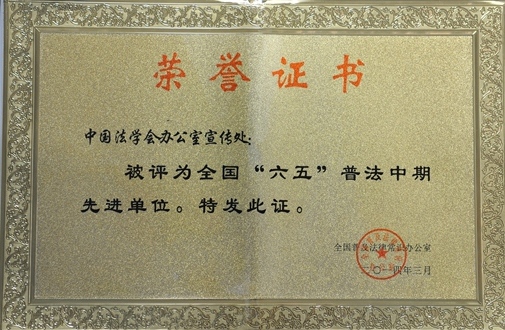 荣誉证书
中国法学会办公室宣传处:
被评为全国“六五”普法中期
先进单位。特发此证。
全国普及法律常识办公室
二〇一四年三月